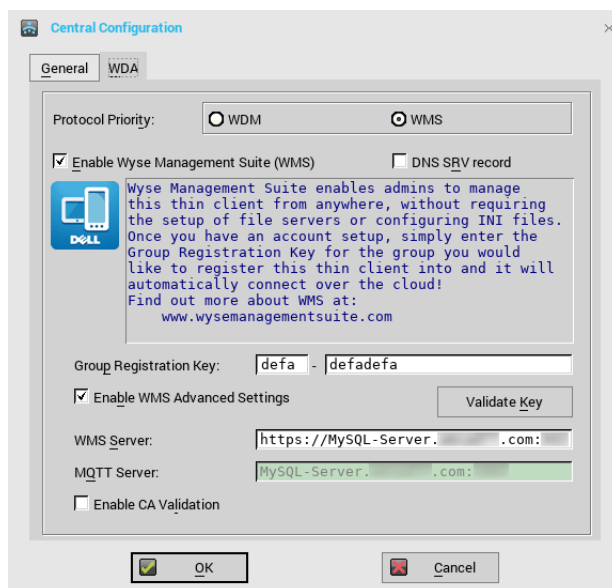 Central Configuration
General WDA
Protocol Priority: WDM WMS
Enable Wyse Management Suite (WMS) DNS SRV record
DELL
Wyse Management Suite enables admins to manage
this thin client from anywhere, without requiring
the setup of file servers or configuring INI files.
Once you have an account setup, simply enter the
Group Registration Key for the group you would
like to register this thin client into and it will
automatically connect over the cloud!
Find out more about WMS at:
www.wysemanagementsuite.com
Group Registration Key: defa - defadefa
Enable WMS Advanced Settings Validate Key
WMS Server: https://MySQL-Server. .com:
MQTT Server: MySQL-Server. .com:
Enable CA Validation
OK Cancel